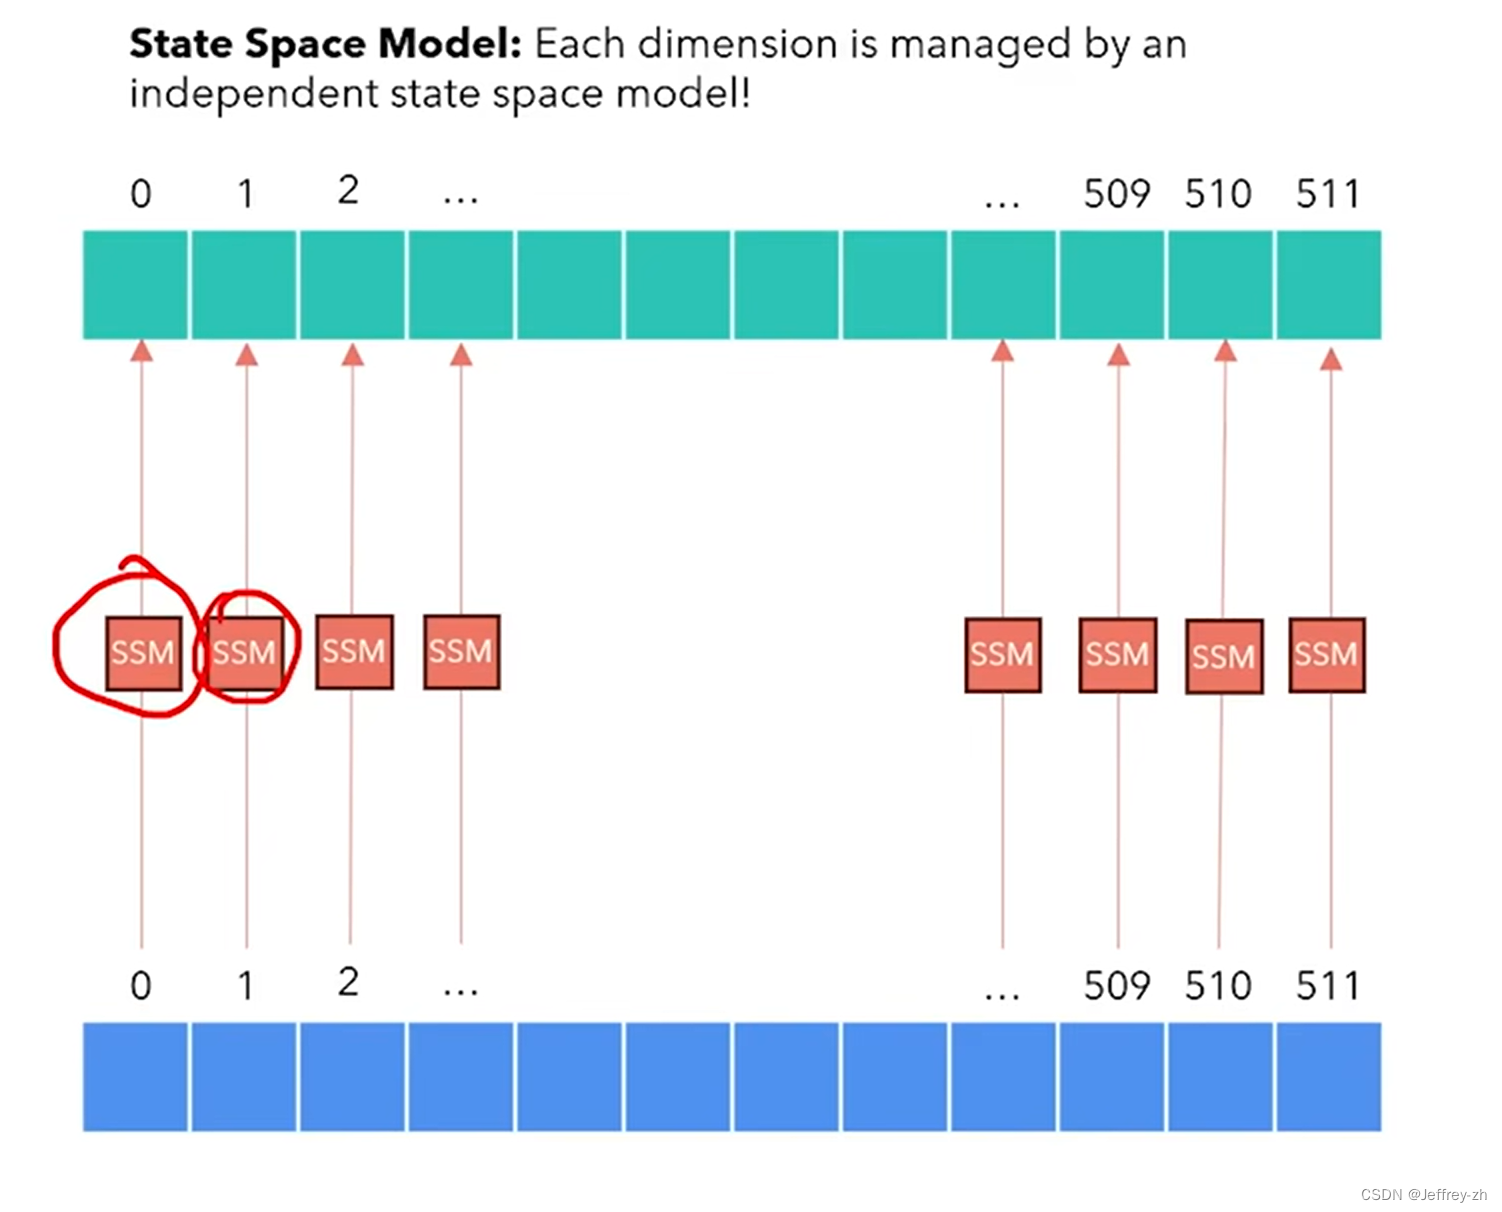 State Space Model: Each dimension is managed by an
independent state space model!
0 1 2 ... ... 509 510 511
SSM SSM SSM SSM SSM SSM SSM SSM
0 1 2 ... ... 509 510 511
CSDN @Jeffrey-zh